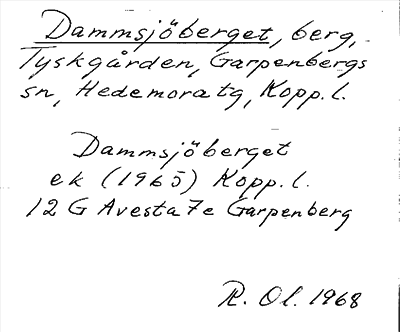 Dammsjöberget, berg,
Tyskgården, Garpenbergs
sn, Hedemora tg, Kopp. l.
Dammsjöberget
ek (1965) Kopp. l.
12 G Avesta 7e Garpenberg
R. Ol. 1968